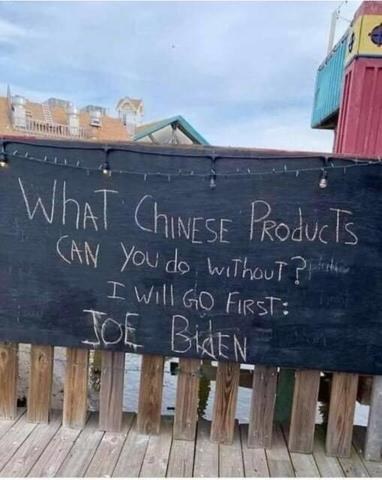 WHAT CHINESE PRODUCTS
CAN YOU do WITHOUT?
I WILL GO FIRST:
JOE BIDEN